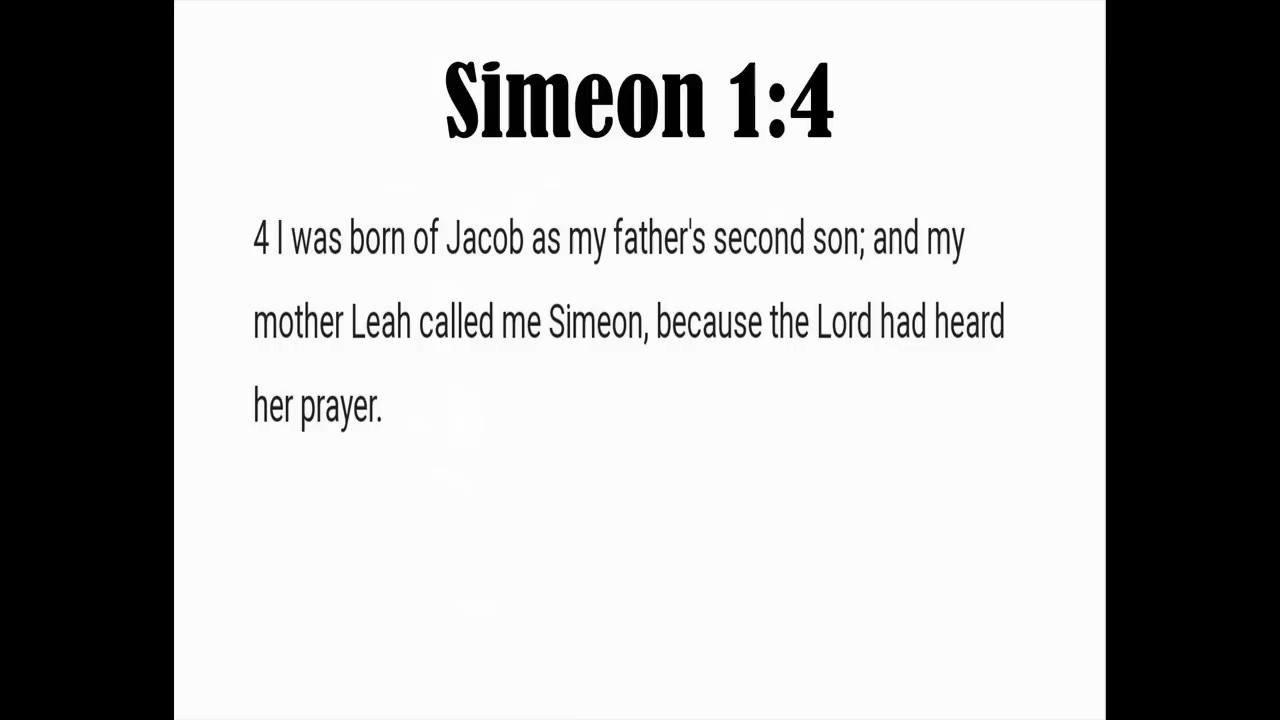 Simeon 1:4
4 I was born of Jacob as my father's second son; and my
mother Leah called me Simeon, because the Lord had heard
her prayer.